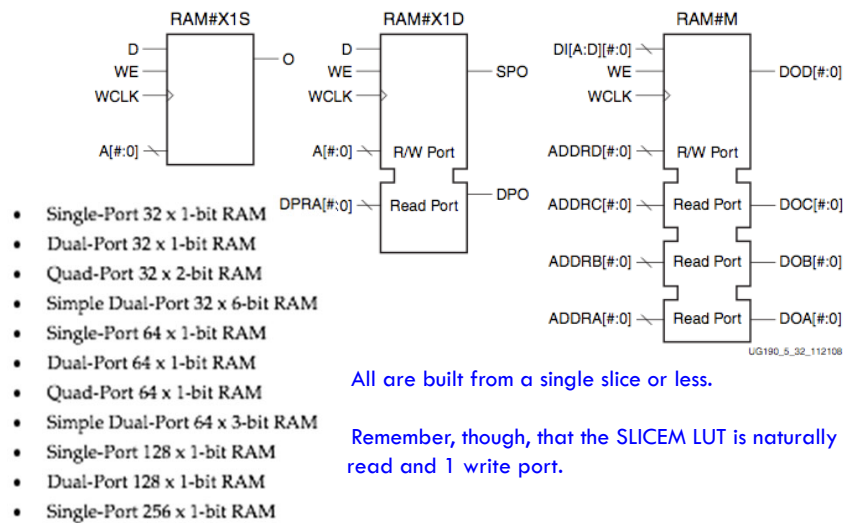 RAM#X1S
D
WE
WCLK
A[#:0]
O
RAM#X1D
D
WE
WCLK
A[#:0]
R/W Port
DPRA[#:0]
Read Port
SPO
DPO
RAM#M
DI[A:D][#:0]
WE
WCLK
DOD[#:0]
ADDRD[#:0]
R/W Port
ADDRC[#:0]
Read Port
DOC[#:0]
ADDRB[#:0]
Read Port
DOB[#:0]
ADDRA[#:0]
Read Port
DOA[#:0]
UG190_5_32_112108
• Single-Port 32 x 1-bit RAM
• Dual-Port 32 x 1-bit RAM
• Quad-Port 32 x 2-bit RAM
• Simple Dual-Port 32 x 6-bit RAM
• Single-Port 64 x 1-bit RAM
• Dual-Port 64 x 1-bit RAM
• Quad-Port 64 x 1-bit RAM
• Simple Dual-Port 64 x 3-bit RAM
• Single-Port 128 x 1-bit RAM
• Dual-Port 128 x 1-bit RAM
• Single-Port 256 x 1-bit RAM
All are built from a single slice or less.
Remember, though, that the SLICEM LUT is naturally
read and 1 write port.